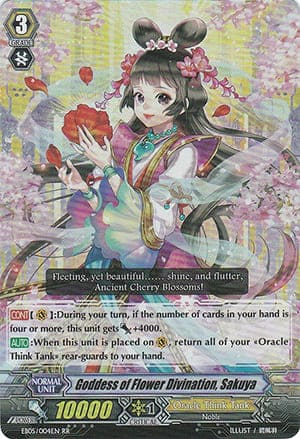 3
GRADE
Fleeting, yet beautiful…… shine, and flutter,
Ancient Cherry Blossoms!
CONT【 】:During your turn, if the number of cards in your hand is
four or more, this unit gets +4000.
AUTO:When this unit is placed on , return all of your «Oracle
Think Tank» rear-guards to your hand.
NORMAL
UNIT
Goddess of Flower Divination, Sakuya
POWER
10000
1
CRITICAL
Oracle Think Tank
Noble
EB05/004EN RR
ILLUST /